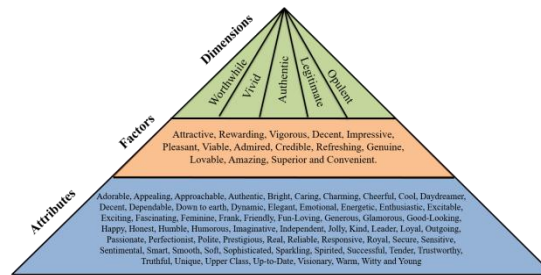 Dimensions
Worthwhile
Vivid
Authentic
Legitimate
Opulent
Factors
Attractive, Rewarding, Vigorous, Decent, Impressive,
Pleasant, Viable, Admired, Credible, Refreshing, Genuine,
Lovable, Amazing, Superior and Convenient.
Attributes
Adorable, Appealing, Approachable, Authentic, Bright, Caring, Charming, Cheerful, Cool, Daydreamer,
Decent, Dependable, Down to earth, Dynamic, Elegant, Emotional, Energetic, Enthusiastic, Excitable,
Exciting, Fascinating, Feminine, Frank, Friendly, Fun-Loving, Generous, Glamorous, Good-Looking,
Happy, Honest, Humble, Humorous, Imaginative, Independent, Jolly, Kind, Leader, Loyal, Outgoing,
Passionate, Perfectionist, Polite, Prestigious, Real, Reliable, Responsive, Royal, Secure, Sensitive,
Sentimental, Smart, Smooth, Soft, Sophisticated, Sparkling, Spirited, Successful, Tender, Trustworthy,
Truthful, Unique, Upper Class, Up-to-Date, Visionary, Warm, Witty and Young